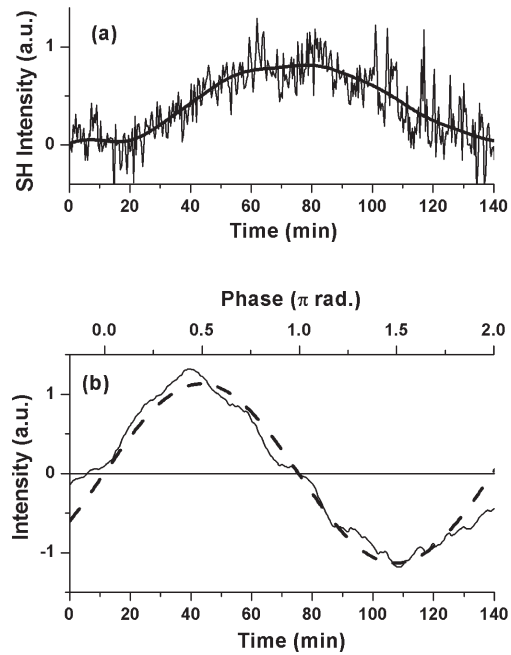 (a)
SH Intensity (a.u.)
1
0
0 20 40 60 80 100 120 140
Time (min)
Phase (π rad.)
0.0 0.5 1.0 1.5 2.0
(b)
Intensity (a.u.)
1
0
-1
0 20 40 60 80 100 120 140
Time (min)